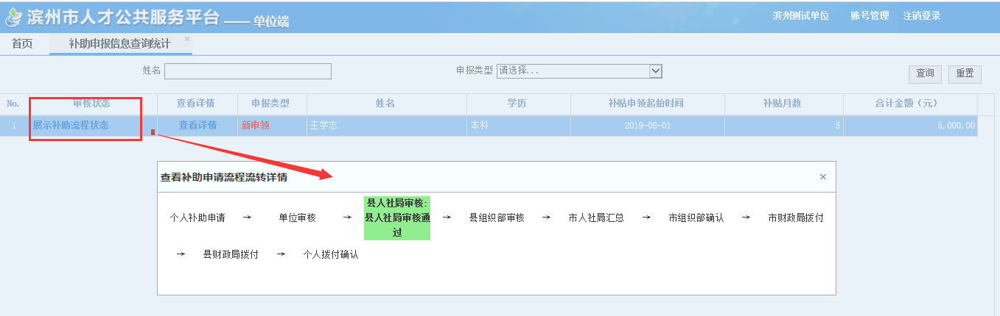 滨州市人才公共服务平台 —— 单位端
滨州测试单位 账号管理 注销登录
首页 补助申报信息查询统计 ×
姓名 申报类型 请选择... 查询 重置
No. 审核状态 查看详情 申报类型 姓名 学历 补贴申领起始时间 补贴月数 合计金额（元）
1 展示补助流程状态 查看详情 新申领 王学志 本科 2019-08-01 5 5,000.00
查看补助申请流程流转详情 ×
个人补助申请 → 单位审核 → 县人社局审核:
县人社局审核通
过 → 县组织部审核 → 市人社局汇总 → 市组织部确认 → 市财政局拨付
→ 县财政局拨付 → 个人拨付确认